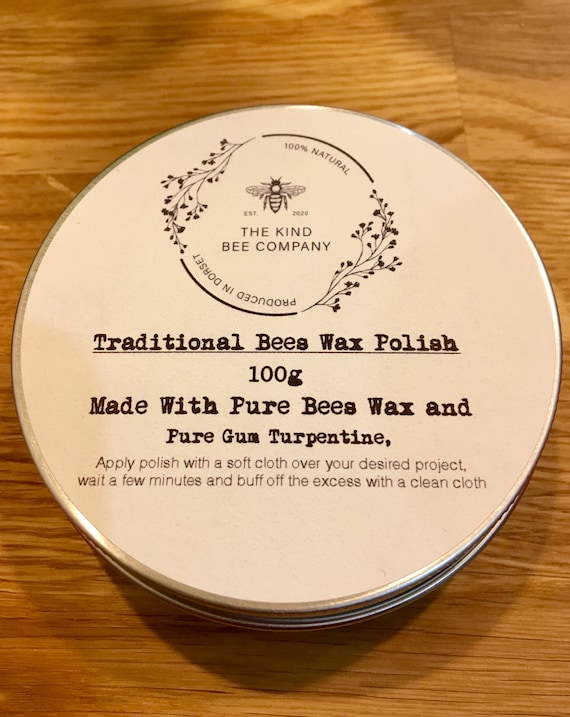 100% NATURAL
EST. 2020
THE KIND
BEE COMPANY
PRODUCED IN DORSET
Traditional Bees Wax Polish
100g
Made With Pure Bees Wax and
Pure Gum Turpentine,
Apply polish with a soft cloth over your desired project,
wait a few minutes and buff off the excess with a clean cloth